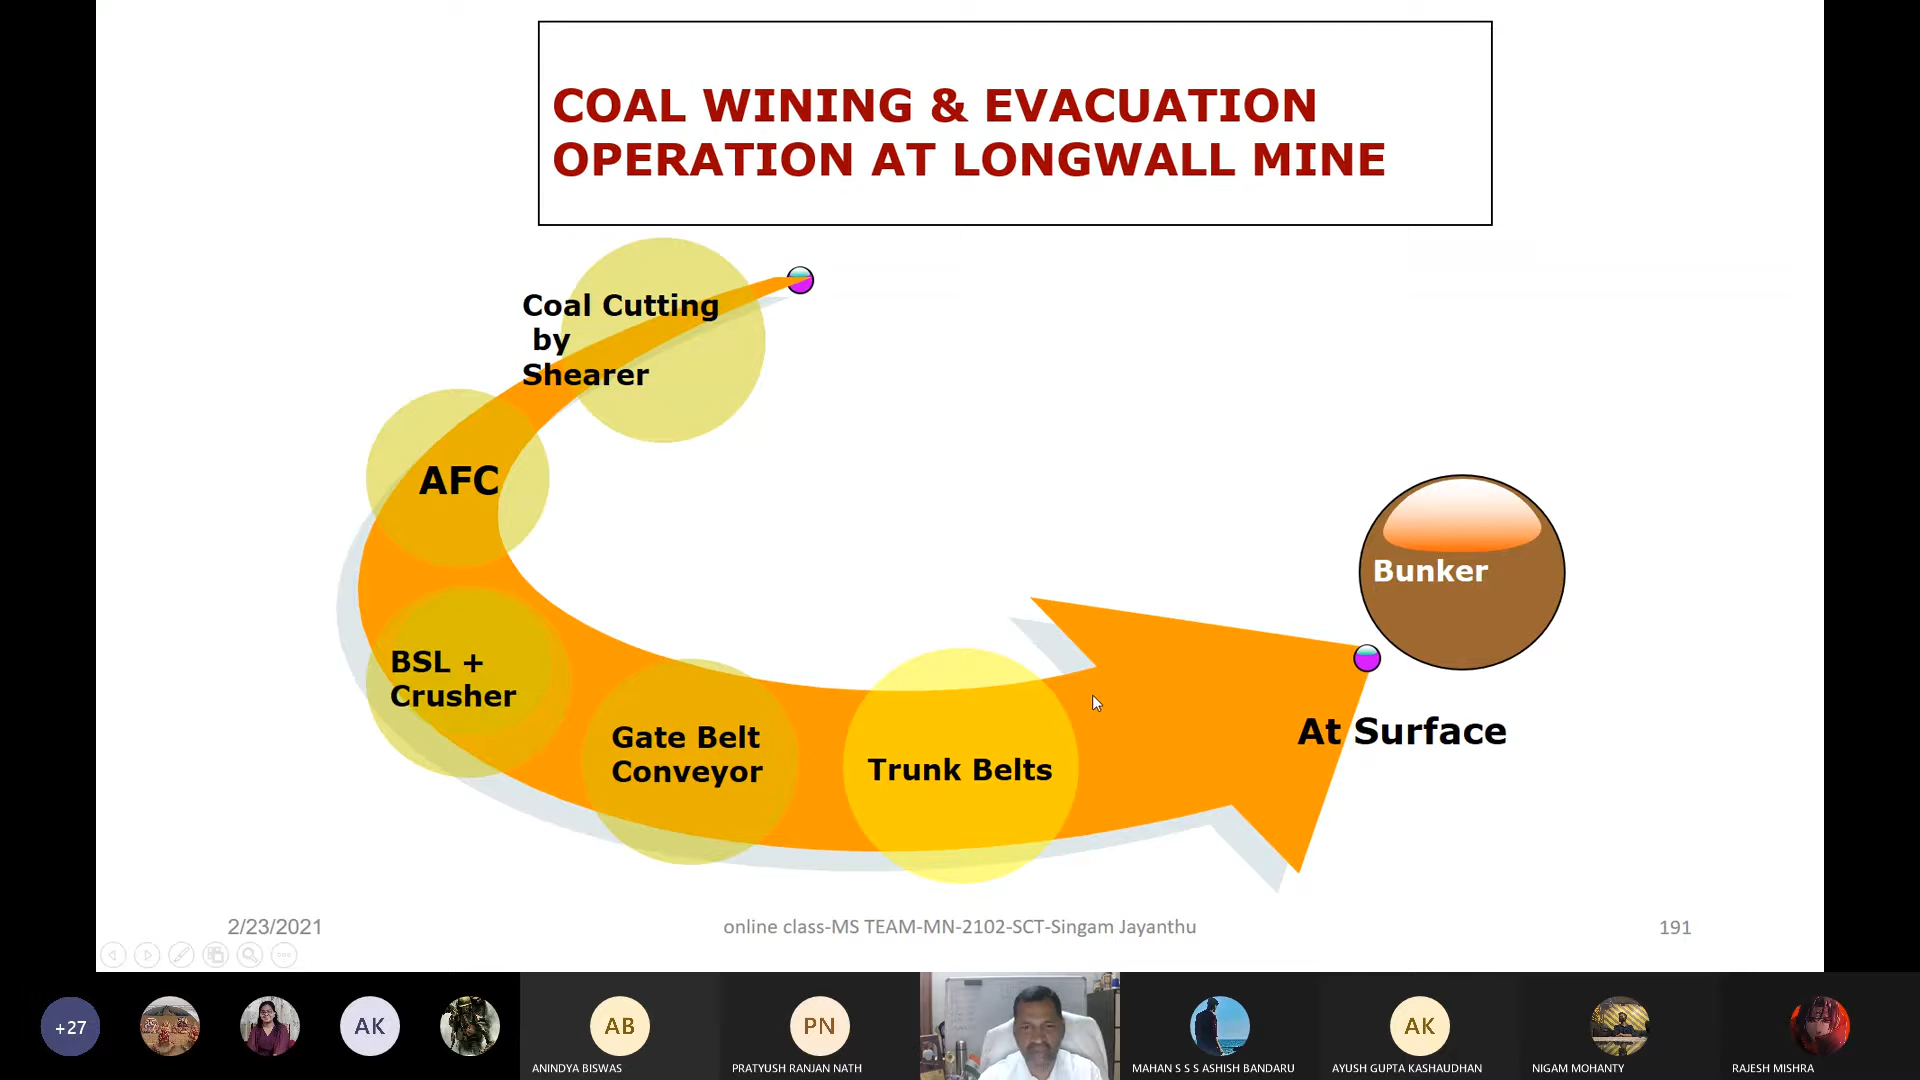 COAL WINING & EVACUATION
OPERATION AT LONGWALL MINE
Coal Cutting
by
Shearer
AFC
BSL +
Crusher
Gate Belt
Conveyor
Trunk Belts
Bunker
At Surface
2/23/2021
online class-MS TEAM-MN-2102-SCT-Singam Jayanthu
191
+27
AK
AB
ANINDYA BISWAS
PN
PRATYUSH RANJAN NATH
MAHAN S S S ASHISH BANDARU
AK
AYUSH GUPTA KASHAUDHAN
NIGAM MOHANTY
RAJESH MISHRA